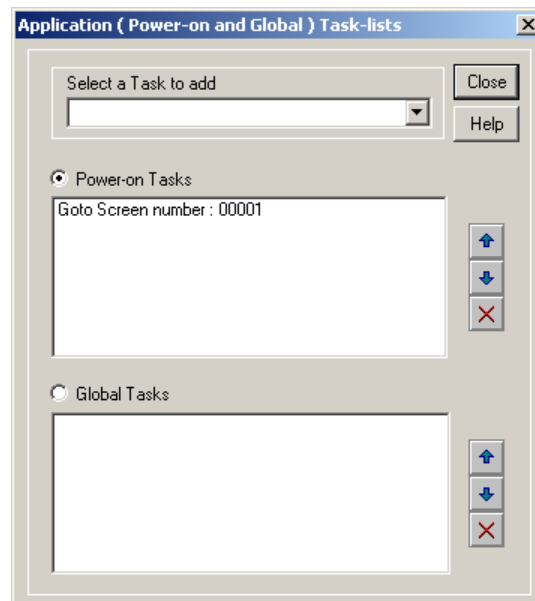 Application ( Power-on and Global ) Task-lists
Select a Task to add
Close
Help
Power-on Tasks
Goto Screen number : 00001
Global Tasks